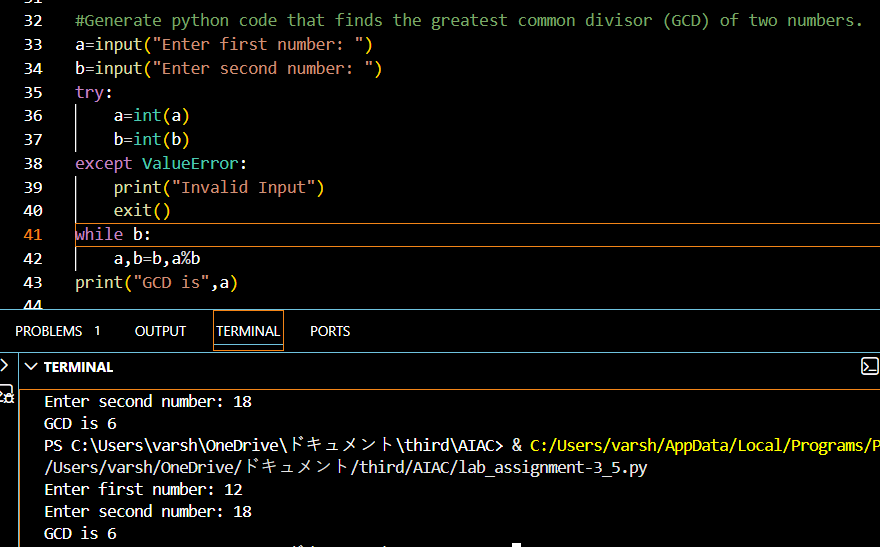 32 #Generate python code that finds the greatest common divisor (GCD) of two numbers.
33 a=input("Enter first number: ")
34 b=input("Enter second number: ")
35 try:
36     a=int(a)
37     b=int(b)
38 except ValueError:
39     print("Invalid Input")
40     exit()
41 while b:
42     a,b=b,a%b
43 print("GCD is",a)
44
PROBLEMS 1 OUTPUT TERMINAL PORTS
TERMINAL
Enter second number: 18
GCD is 6
PS C:\Users\varsh\OneDrive\ドキュメント\third\AIAC> & C:/Users/varsh/AppData/Local/Programs/P
/Users/varsh/OneDrive/ドキュメント/third/AIAC/lab_assignment-3_5.py
Enter first number: 12
Enter second number: 18
GCD is 6